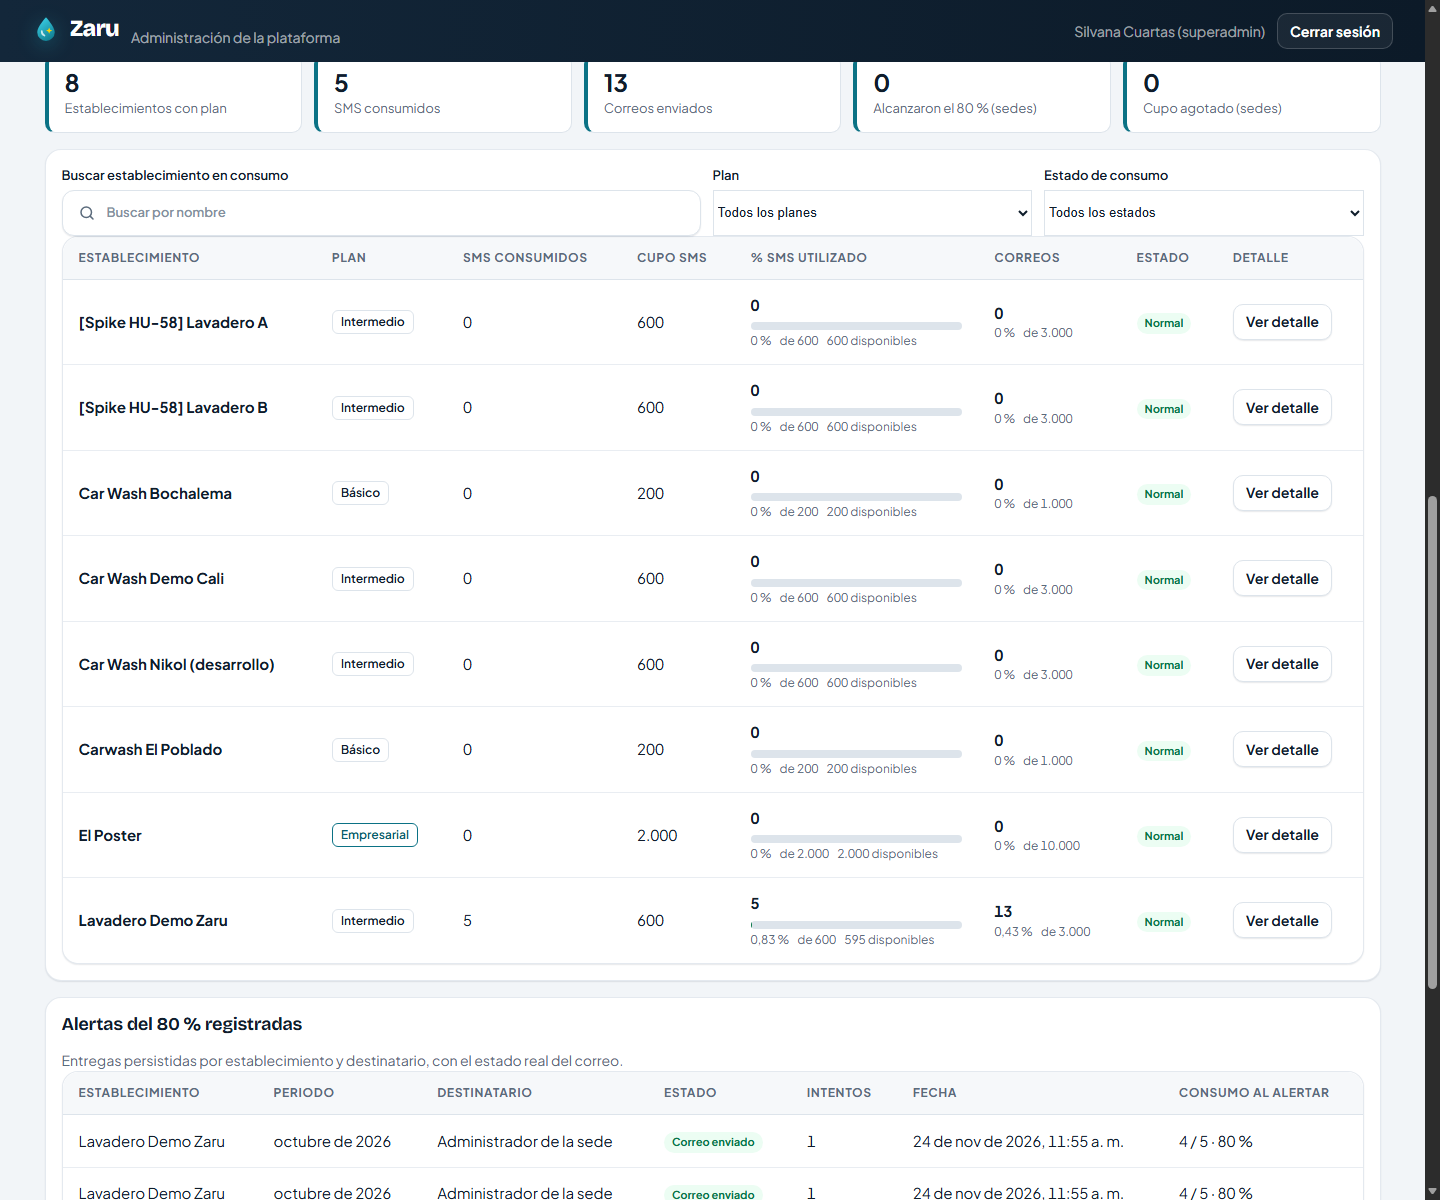 Zaru Administración de la plataforma Silvana Cuartas (superadmin) Cerrar sesión
8 5 13 0 0
Establecimientos con plan SMS consumidos Correos enviados Alcanzaron el 80 % (sedes) Cupo agotado (sedes)
Buscar establecimiento en consumo Plan Estado de consumo
Buscar por nombre Todos los planes Todos los estados
ESTABLECIMIENTO PLAN SMS CONSUMIDOS CUPO SMS % SMS UTILIZADO CORREOS ESTADO DETALLE
[Spike HU-58] Lavadero A Intermedio 0 600 0 0 Normal Ver detalle
0 % de 600 600 disponibles 0 % de 3.000
[Spike HU-58] Lavadero B Intermedio 0 600 0 0 Normal Ver detalle
0 % de 600 600 disponibles 0 % de 3.000
Car Wash Bochalema Básico 0 200 0 0 Normal Ver detalle
0 % de 200 200 disponibles 0 % de 1.000
Car Wash Demo Cali Intermedio 0 600 0 0 Normal Ver detalle
0 % de 600 600 disponibles 0 % de 3.000
Car Wash Nikol (desarrollo) Intermedio 0 600 0 0 Normal Ver detalle
0 % de 600 600 disponibles 0 % de 3.000
Carwash El Poblado Básico 0 200 0 0 Normal Ver detalle
0 % de 200 200 disponibles 0 % de 1.000
El Poster Empresarial 0 2.000 0 0 Normal Ver detalle
0 % de 2.000 2.000 disponibles 0 % de 10.000
Lavadero Demo Zaru Intermedio 5 600 5 13 Normal Ver detalle
0,83 % de 600 595 disponibles 0,43 % de 3.000
Alertas del 80 % registradas
Entregas persistidas por establecimiento y destinatario, con el estado real del correo.
ESTABLECIMIENTO PERIODO DESTINATARIO ESTADO INTENTOS FECHA CONSUMO AL ALERTAR
Lavadero Demo Zaru octubre de 2026 Administrador de la sede Correo enviado 1 24 de nov de 2026, 11:55 a. m. 4 / 5 · 80 %
Lavadero Demo Zaru octubre de 2026 Administrador de la sede Correo enviado 1 24 de nov de 2026, 11:55 a. m. 4 / 5 · 80 %